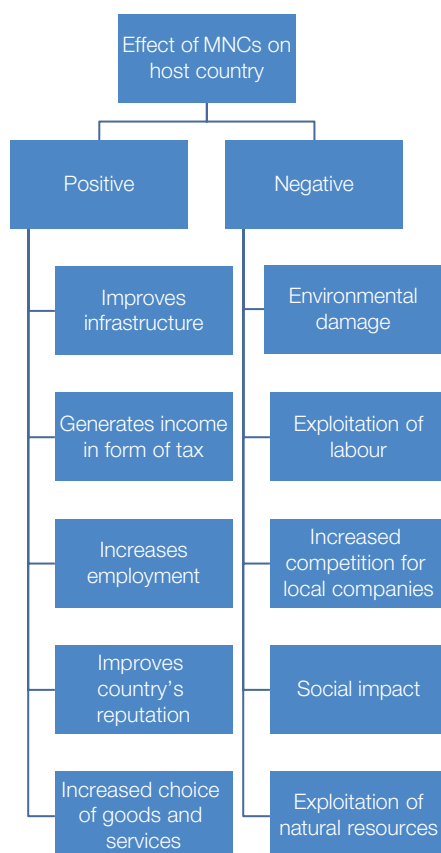 Effect of MNCs on
host country
Positive
Negative
Improves
infrastructure
Environmental
damage
Generates income
in form of tax
Exploitation of
labour
Increases
employment
Increased
competition for
local companies
Improves
country's
reputation
Social impact
Increased choice
of goods and
services
Exploitation of
natural resources